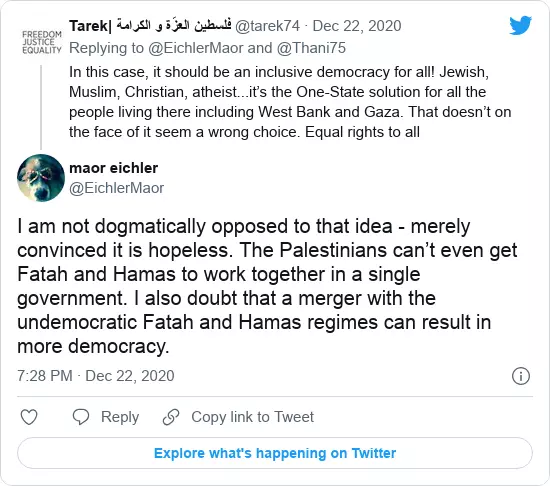 FREEDOM
JUSTICE
EQUALITY
Tarek| فلسطين العزّة و الكرامة @tarek74 · Dec 22, 2020
Replying to @EichlerMaor and @Thani75
In this case, it should be an inclusive democracy for all! Jewish,
Muslim, Christian, atheist...it’s the One-State solution for all the
people living there including West Bank and Gaza. That doesn’t on
the face of it seem a wrong choice. Equal rights to all
maor eichler
@EichlerMaor
I am not dogmatically opposed to that idea - merely
convinced it is hopeless. The Palestinians can’t even get
Fatah and Hamas to work together in a single
government. I also doubt that a merger with the
undemocratic Fatah and Hamas regimes can result in
more democracy.
7:28 PM · Dec 22, 2020
Reply
Copy link to Tweet
Explore what's happening on Twitter